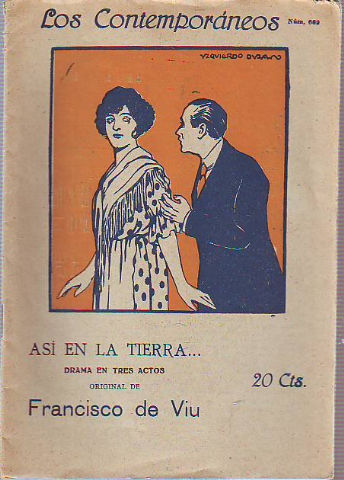 Los Contemporáneos
Núm. 662
YZQUIERDO DURÁN
ASÍ EN LA TIERRA...
DRAMA EN TRES ACTOS
ORIGINAL DE
20 Cts.
Francisco de Viu